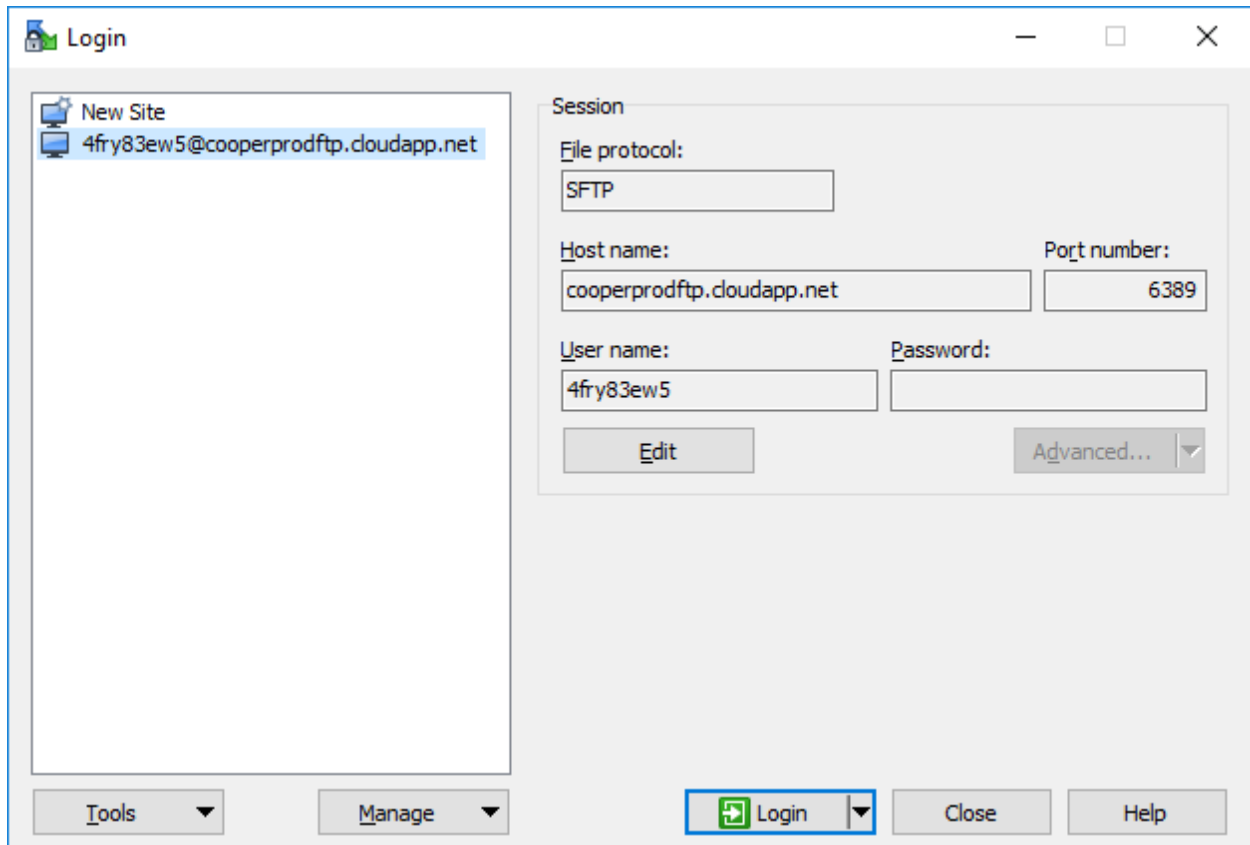 Login
New Site
4fry83ew5@cooperprodftp.cloudapp.net
Session
File protocol:
SFTP
Host name: Port number:
cooperprodftp.cloudapp.net 6389
User name: Password:
4fry83ew5
Edit Advanced...
Tools Manage Login Close Help